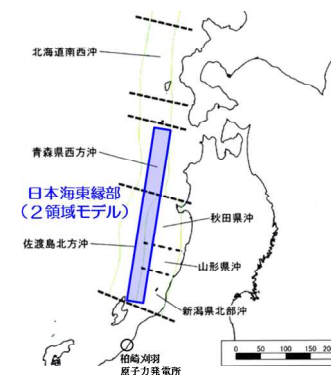 北海道南西沖
青森県西方沖
日本海東縁部
（２領域モデル）
秋田県沖
佐渡島北方沖
山形県沖
新潟県北部沖
柏崎刈羽
原子力発電所
0 50 100 150 200